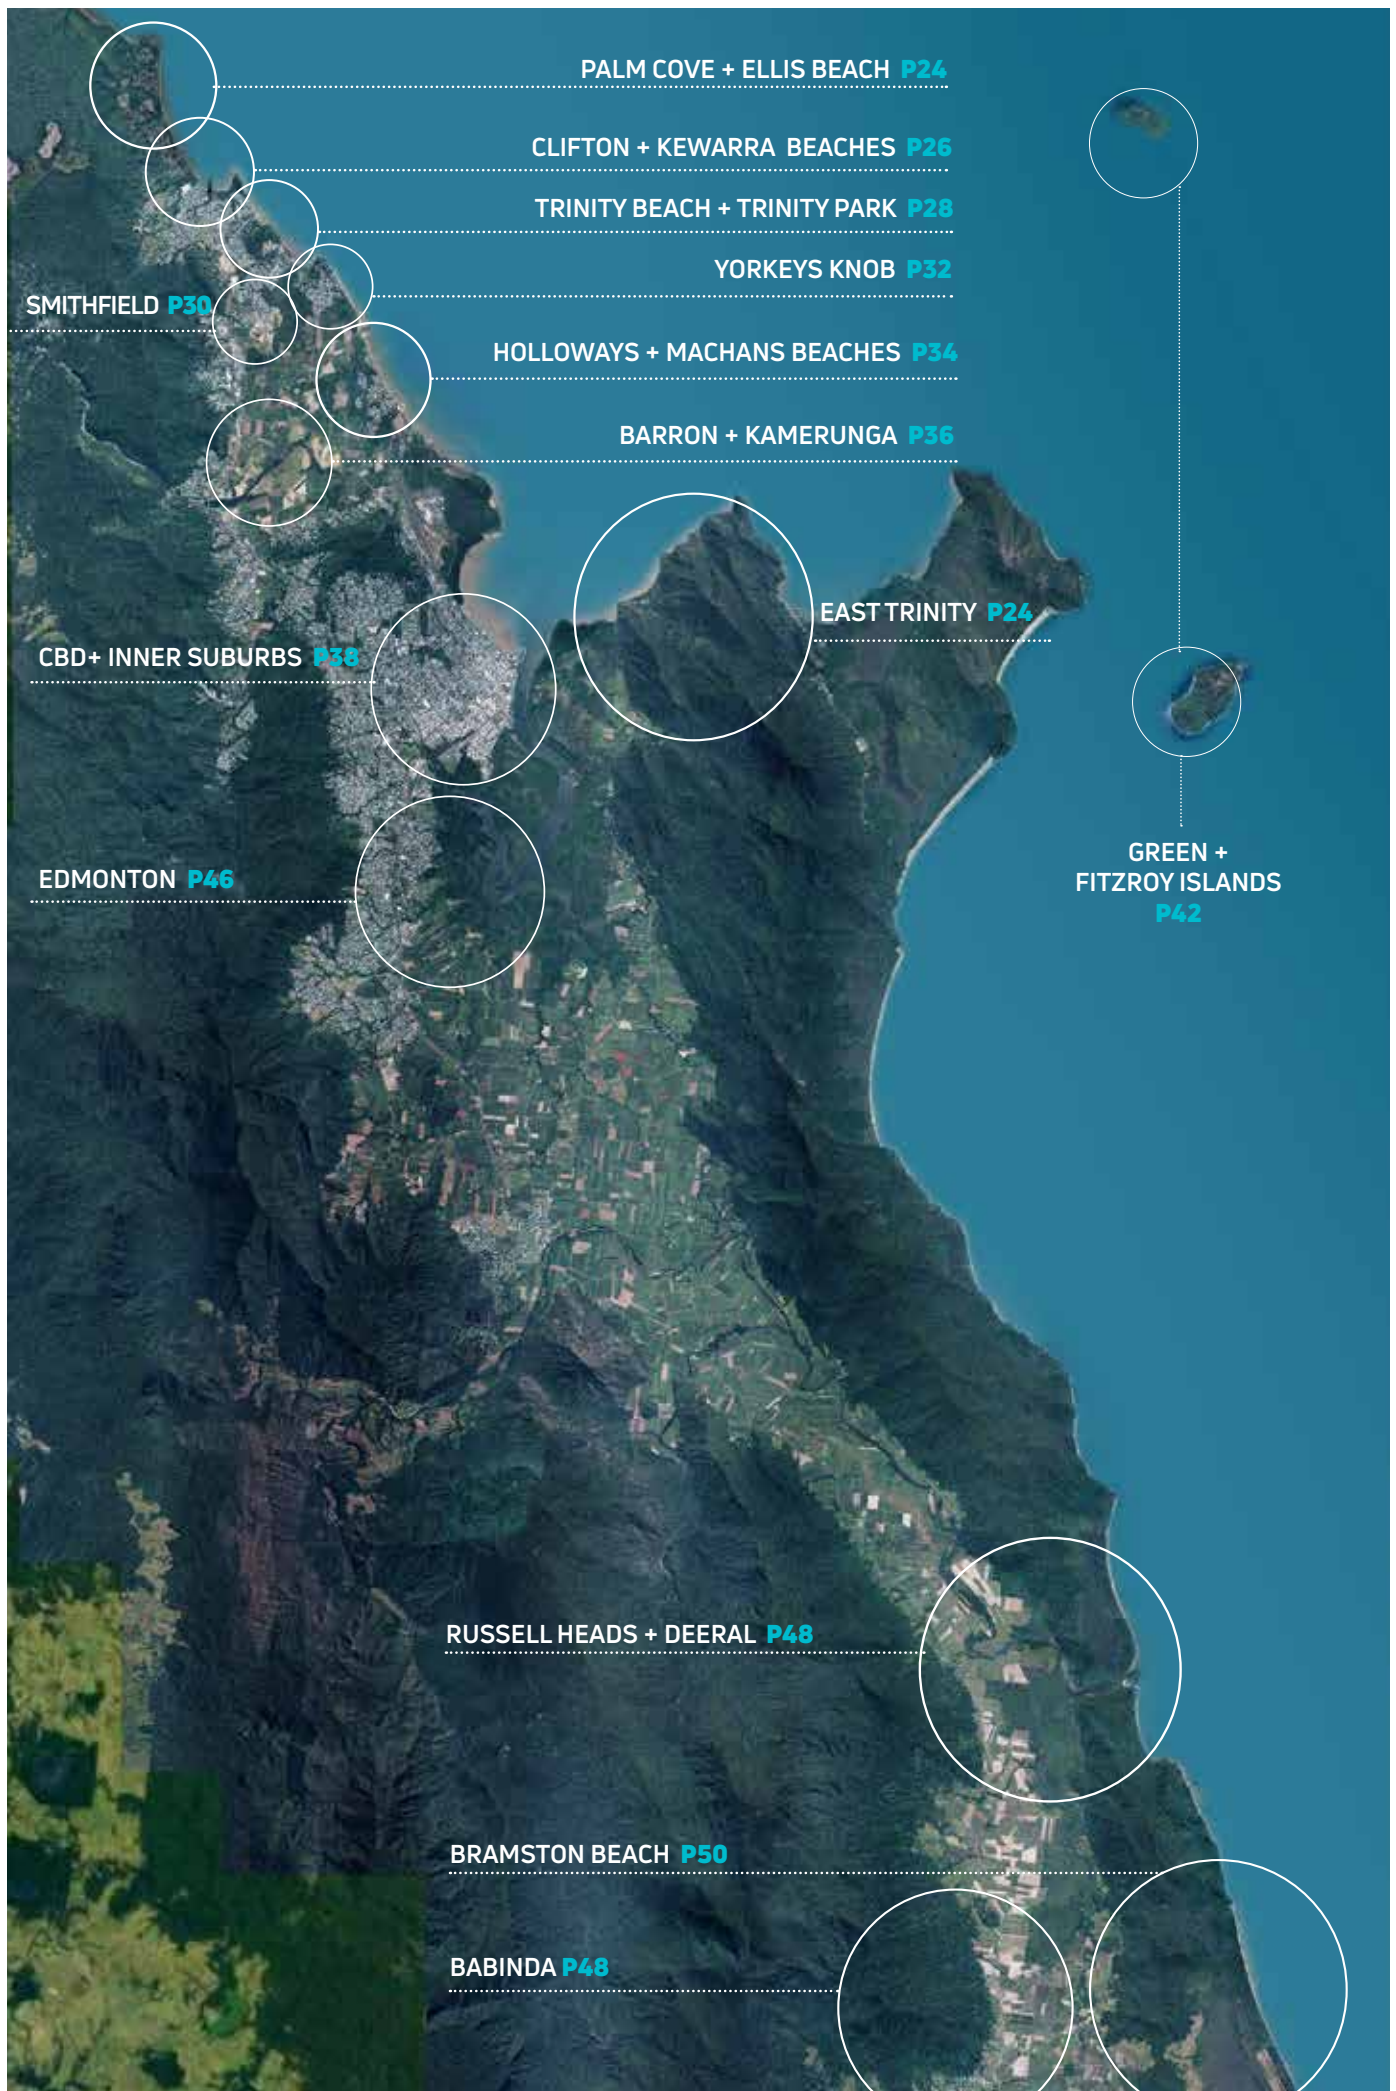 PALM COVE + ELLIS BEACH P24
CLIFTON + KEWARRA BEACHES P26
TRINITY BEACH + TRINITY PARK P28
YORKEYS KNOB P32
SMITHFIELD P30
HOLLOWAYS + MACHANS BEACHES P34
BARRON + KAMERUNGA P36
EAST TRINITY P24
CBD+ INNER SUBURBS P38
GREEN +
FITZROY ISLANDS
P42
EDMONTON P46
RUSSELL HEADS + DEERAL P48
BRAMSTON BEACH P50
BABINDA P48